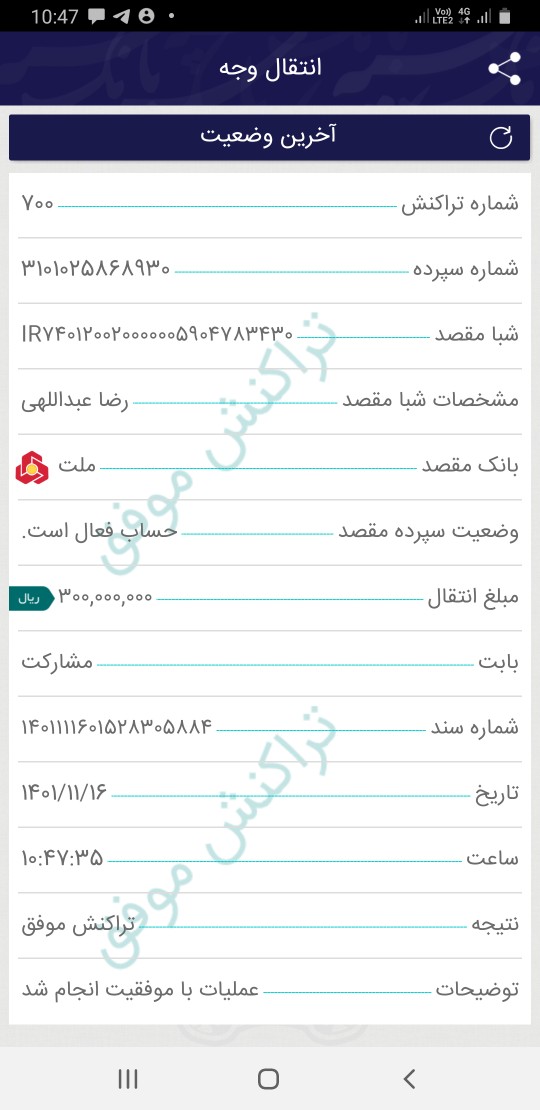 10:47
Vo)) 4G
LTE2
انتقال وجه
آخرین وضعیت
شماره تراکنش ۷۰۰
شماره سپرده ۳۱۰۱۰۲۵۸۶۸۹۳۰
شبا مقصد IR۷۴۰۱۲۰۰۲۰۰۰۰۰۰۵۹۰۴۷۸۳۴۳۰
مشخصات شبا مقصد رضا عبداللهی
بانک مقصد ملت
وضعیت سپرده مقصد حساب فعال است.
مبلغ انتقال ۳۰۰,۰۰۰,۰۰۰ ریال
بابت مشارکت
شماره سند ۱۴۰۱۱۱۱۶۰۱۵۲۸۳۰۵۸۸۴
تاریخ ۱۴۰۱/۱۱/۱۶
ساعت ۱۰:۴۷:۳۵
نتیجه تراکنش موفق
توضیحات عملیات با موفقیت انجام شد
تراکنش موفق
تراکنش موفق